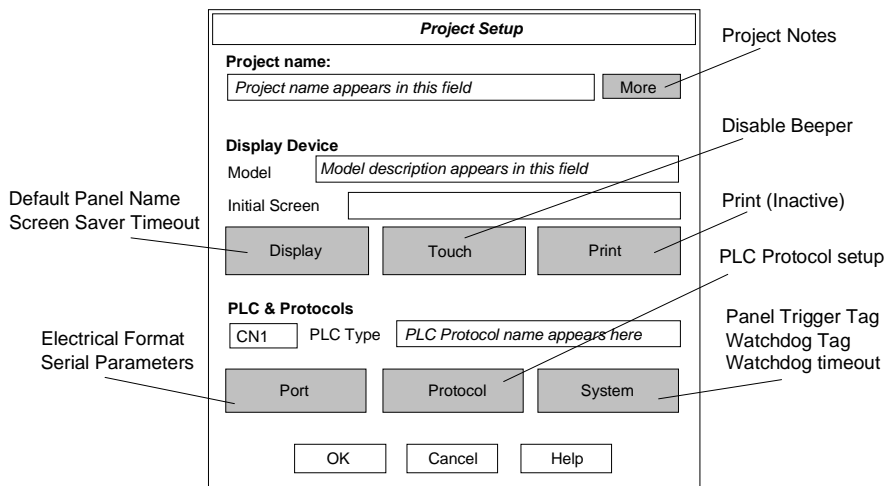 Project Setup
Project Notes
Project name:
Project name appears in this field
More
Disable Beeper
Display Device
Model
Model description appears in this field
Default Panel Name
Screen Saver Timeout
Initial Screen
Print (Inactive)
Display
Touch
Print
PLC Protocol setup
PLC & Protocols
CN1
PLC Type
PLC Protocol name appears here
Panel Trigger Tag
Watchdog Tag
Watchdog timeout
Electrical Format
Serial Parameters
Port
Protocol
System
OK
Cancel
Help